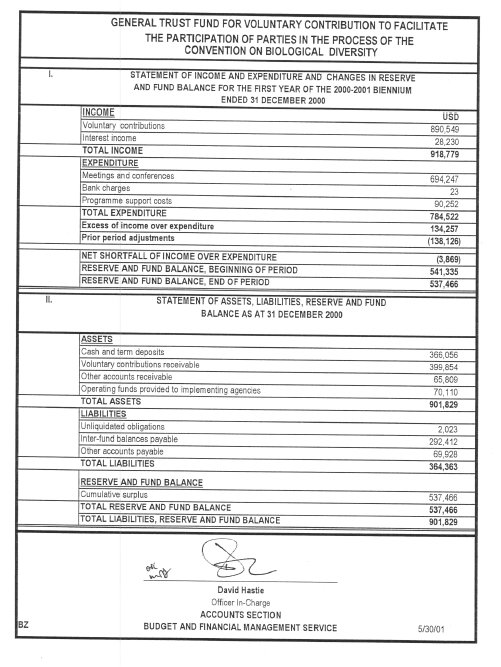 GENERAL TRUST FUND FOR VOLUNTARY CONTRIBUTION TO FACILITATE
THE PARTICIPATION OF PARTIES IN THE PROCESS OF THE
CONVENTION ON BIOLOGICAL DIVERSITY
I. STATEMENT OF INCOME AND EXPENDITURE AND CHANGES IN RESERVE
AND FUND BALANCE FOR THE FIRST YEAR OF THE 2000-2001 BIENNIUM
ENDED 31 DECEMBER 2000
INCOME USD
Voluntary contributions 890,549
Interest income 28,230
TOTAL INCOME 918,779
EXPENDITURE
Meetings and conferences 694,247
Bank charges 23
Programme support costs 90,252
TOTAL EXPENDITURE 784,522
Excess of income over expenditure 134,257
Prior period adjustments (138,126)
NET SHORTFALL OF INCOME OVER EXPENDITURE (3,869)
RESERVE AND FUND BALANCE, BEGINNING OF PERIOD 541,335
RESERVE AND FUND BALANCE, END OF PERIOD 537,466
II. STATEMENT OF ASSETS, LIABILITIES, RESERVE AND FUND
BALANCE AS AT 31 DECEMBER 2000
ASSETS
Cash and term deposits 366,056
Voluntary contributions receivable 399,854
Other accounts receivable 65,809
Operating funds provided to implementing agencies 70,110
TOTAL ASSETS 901,829
LIABILITIES
Unliquidated obligations 2,023
Inter-fund balances payable 292,412
Other accounts payable 69,928
TOTAL LIABILITIES 364,363
RESERVE AND FUND BALANCE
Cumulative surplus 537,466
TOTAL RESERVE AND FUND BALANCE 537,466
TOTAL LIABILITIES, RESERVE AND FUND BALANCE 901,829
David Hastie
Officer In-Charge
ACCOUNTS SECTION
BZ BUDGET AND FINANCIAL MANAGEMENT SERVICE 5/30/01